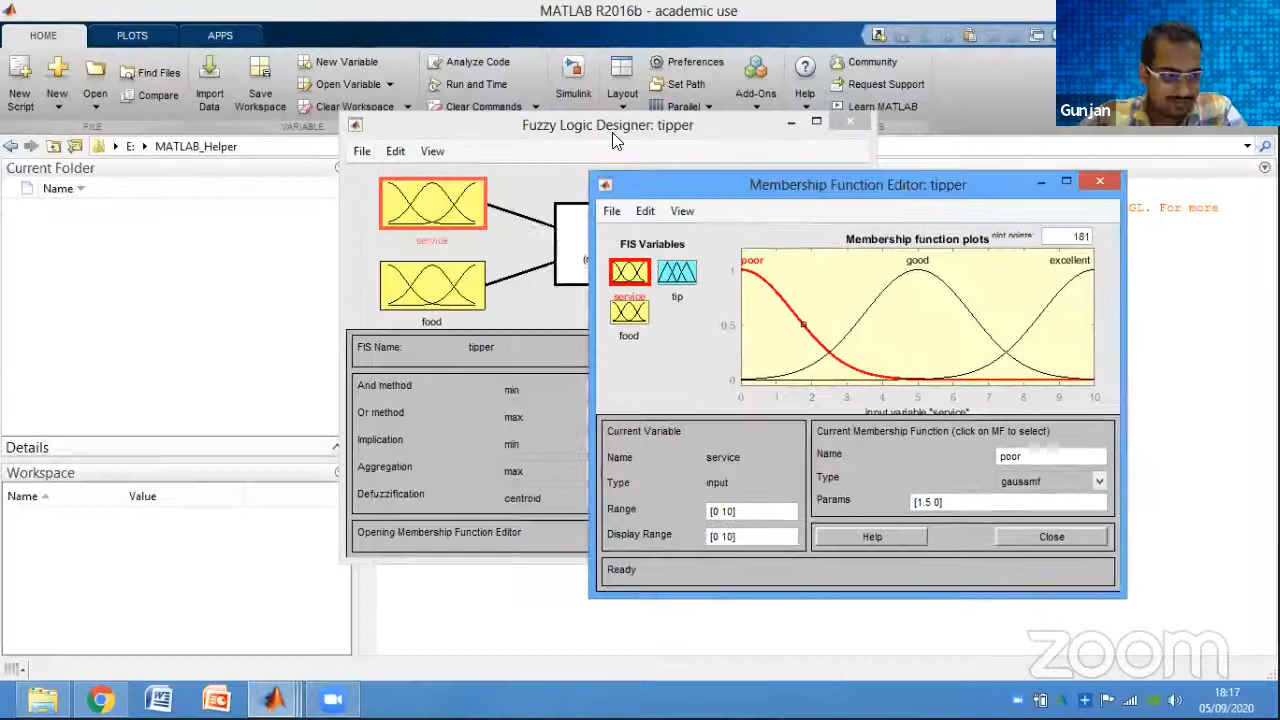 MATLAB R2016b - academic use
HOME
PLOTS
APPS
New Script
New
Open
Find Files
Compare
Import Data
Save Workspace
New Variable
Open Variable
Clear Workspace
Analyze Code
Run and Time
Clear Commands
Simulink
Layout
Preferences
Set Path
Parallel
Add-Ons
Help
Community
Request Support
Learn MATLAB
FILE
VARIABLE
Gunjan
E:
MATLAB_Helper
Current Folder
Name
Details
Workspace
Name
Value
GL. For more
Fuzzy Logic Designer: tipper
File Edit View
service
food
FIS Name: tipper
And method min
Or method max
Implication min
Aggregation max
Defuzzification centroid
Opening Membership Function Editor
Membership Function Editor: tipper
File Edit View
FIS Variables
service
tip
food
Membership function plots
plot points:
181
poor
good
excellent
1
0.5
0
0 1 2 3 4 5 6 7 8 9 10
input variable "service"
Current Variable
Name service
Type input
Range [0 10]
Display Range [0 10]
Current Membership Function (click on MF to select)
Name poor
Type gaussmf
Params [1.5 0]
Help
Close
Ready
zoom
18:17
05/09/2020